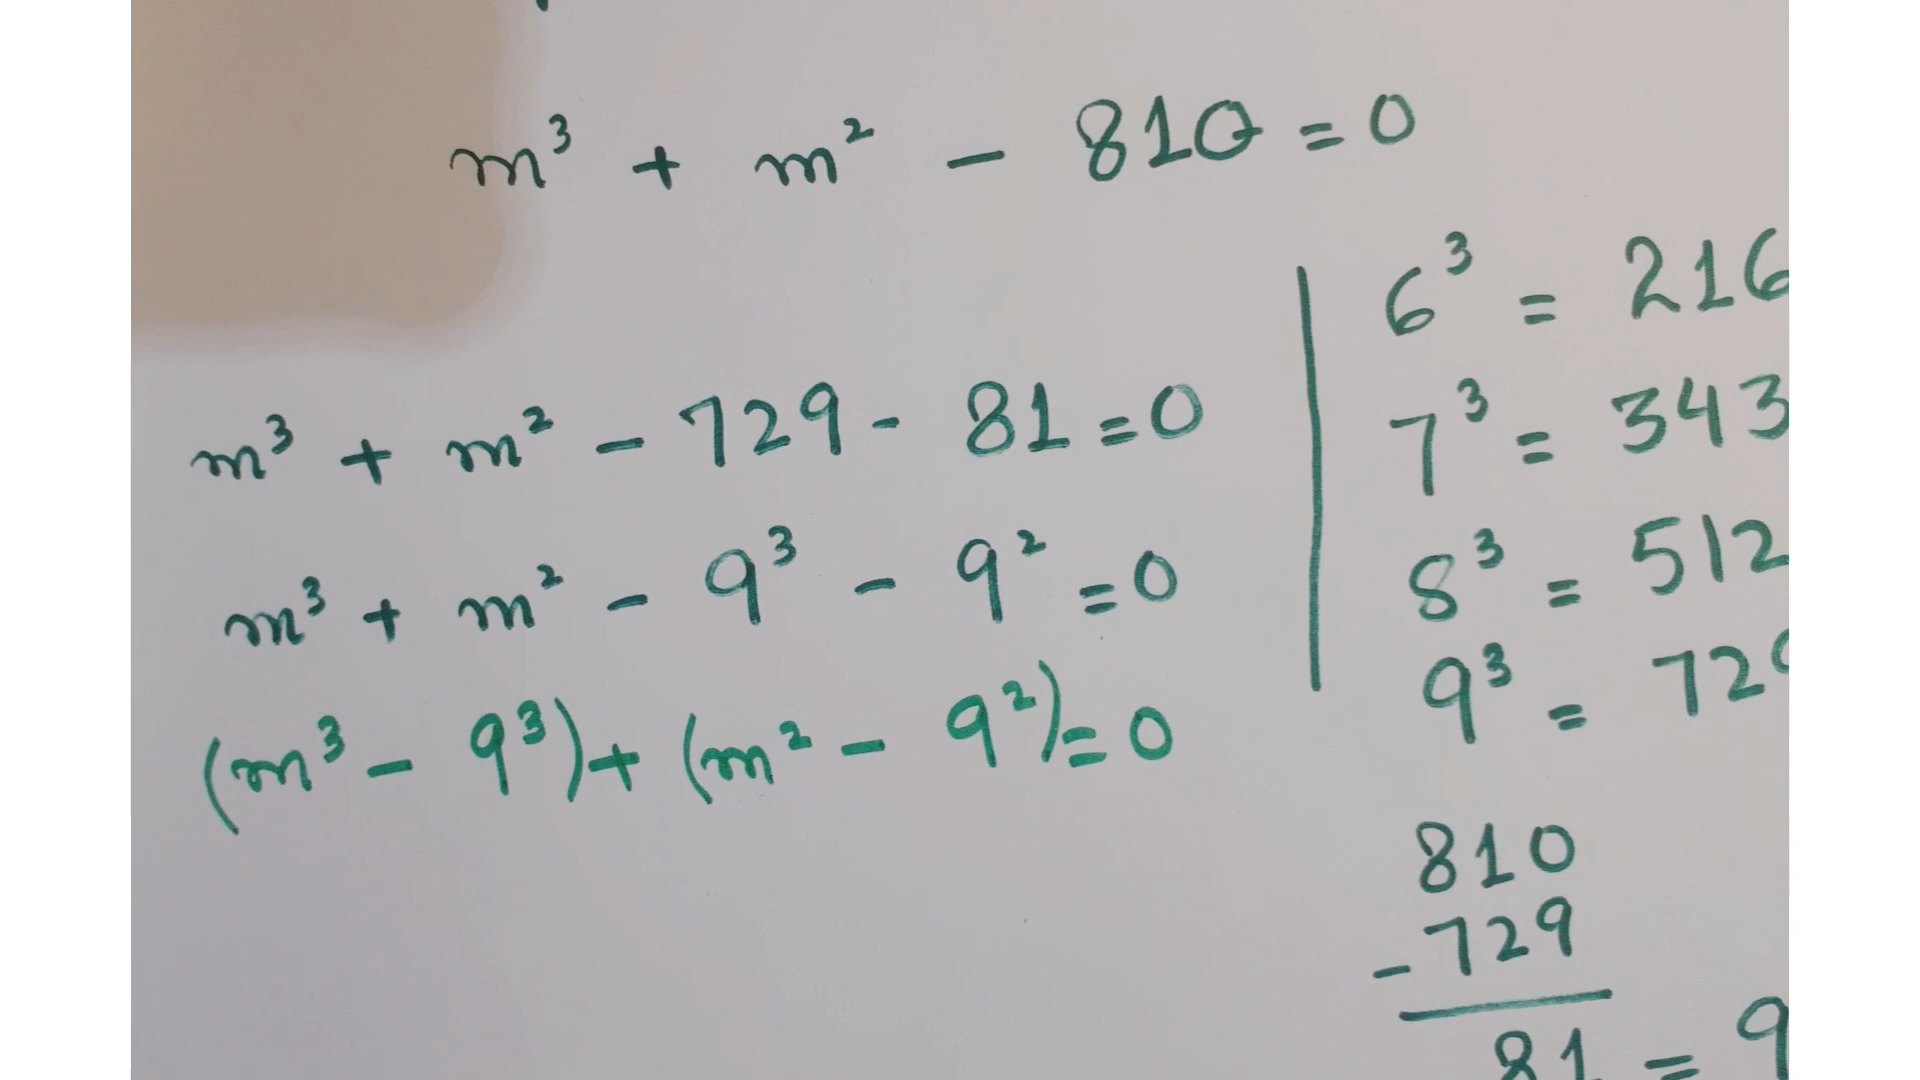 m³ + m² - 810 = 0
m³ + m² - 729 - 81 = 0
m³ + m² - 9³ - 9² = 0
(m³ - 9³) + (m² - 9²) = 0
6³ = 216
7³ = 343
8³ = 512
9³ = 729
810
- 729
81 = 9